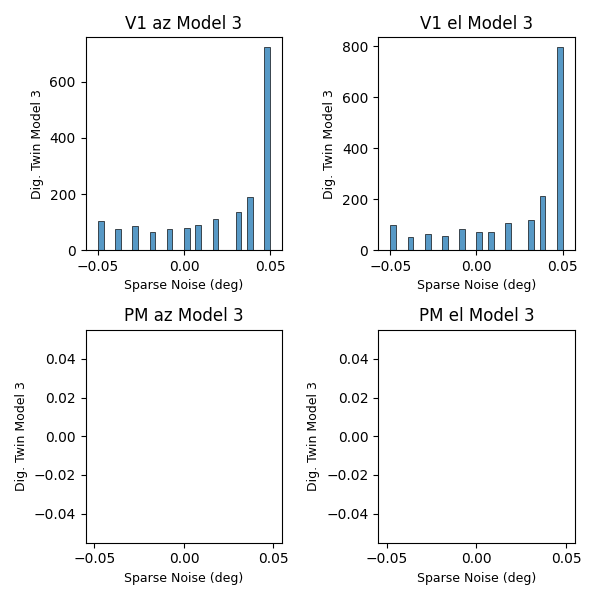 V1 az Model 3
V1 el Model 3
Dig. Twin Model 3
600
400
200
0
−0.05
0.00
0.05
Sparse Noise (deg)
Dig. Twin Model 3
800
600
400
200
0
−0.05
0.00
0.05
Sparse Noise (deg)
PM az Model 3
PM el Model 3
Dig. Twin Model 3
0.04
0.02
0.00
−0.02
−0.04
−0.05
0.00
0.05
Sparse Noise (deg)
Dig. Twin Model 3
0.04
0.02
0.00
−0.02
−0.04
−0.05
0.00
0.05
Sparse Noise (deg)